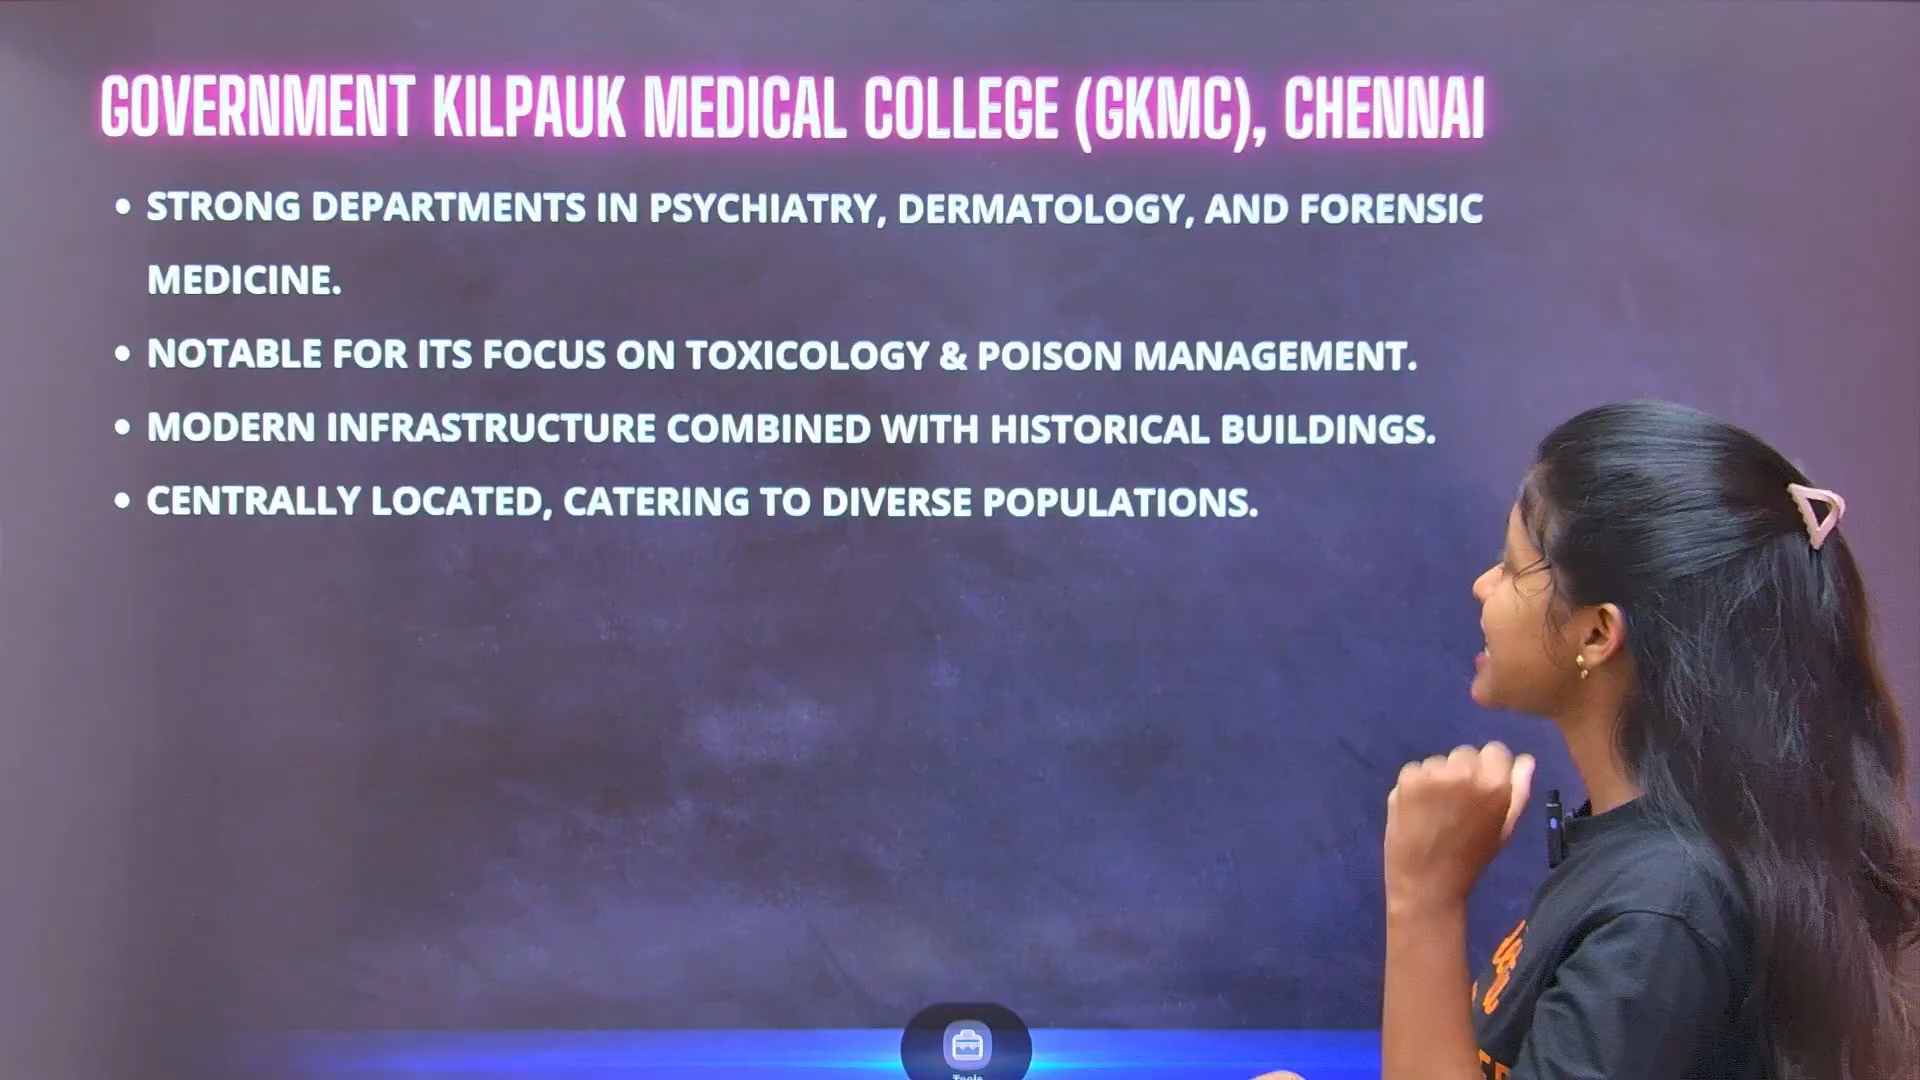 GOVERNMENT KILPAUK MEDICAL COLLEGE (GKMC), CHENNAI
• STRONG DEPARTMENTS IN PSYCHIATRY, DERMATOLOGY, AND FORENSIC
MEDICINE.
• NOTABLE FOR ITS FOCUS ON TOXICOLOGY & POISON MANAGEMENT.
• MODERN INFRASTRUCTURE COMBINED WITH HISTORICAL BUILDINGS.
• CENTRALLY LOCATED, CATERING TO DIVERSE POPULATIONS.
Tools